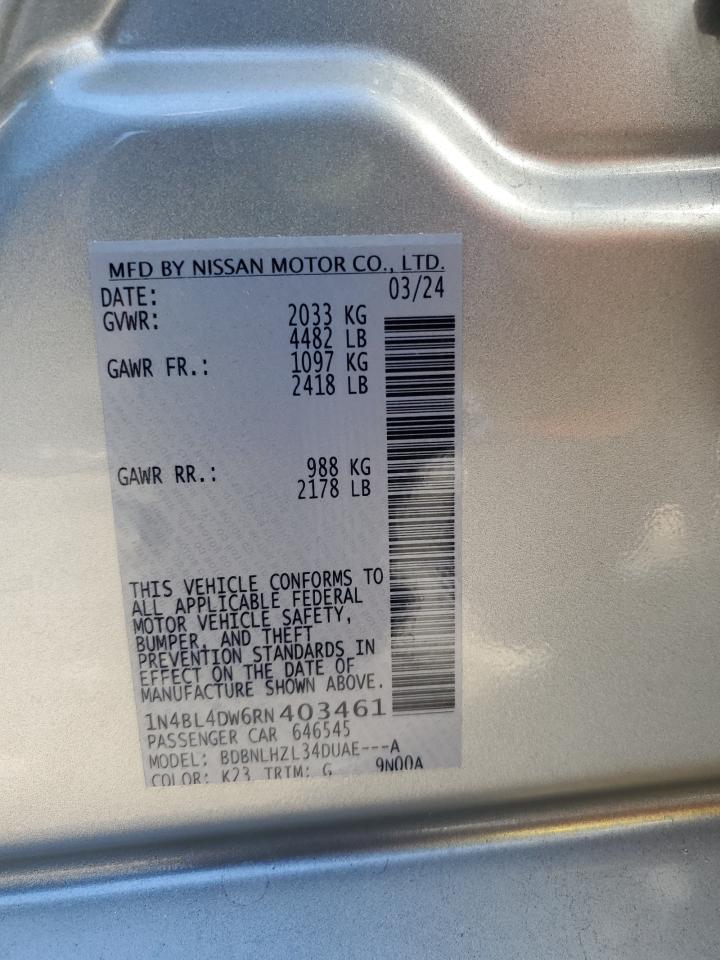 MFD BY NISSAN MOTOR CO., LTD.
DATE: 03/24
GVWR: 2033 KG
4482 LB
GAWR FR.: 1097 KG
2418 LB
GAWR RR.: 988 KG
2178 LB
THIS VEHICLE CONFORMS TO
ALL APPLICABLE FEDERAL
MOTOR VEHICLE SAFETY,
BUMPER, AND THEFT
PREVENTION STANDARDS IN
EFFECT ON THE DATE OF
MANUFACTURE SHOWN ABOVE.
1N4BL4DW6RN403461
PASSENGER CAR 646545
MODEL: BDBNLHZL34DUAE---A
COLOR: K23 TRIM: G 9N00A